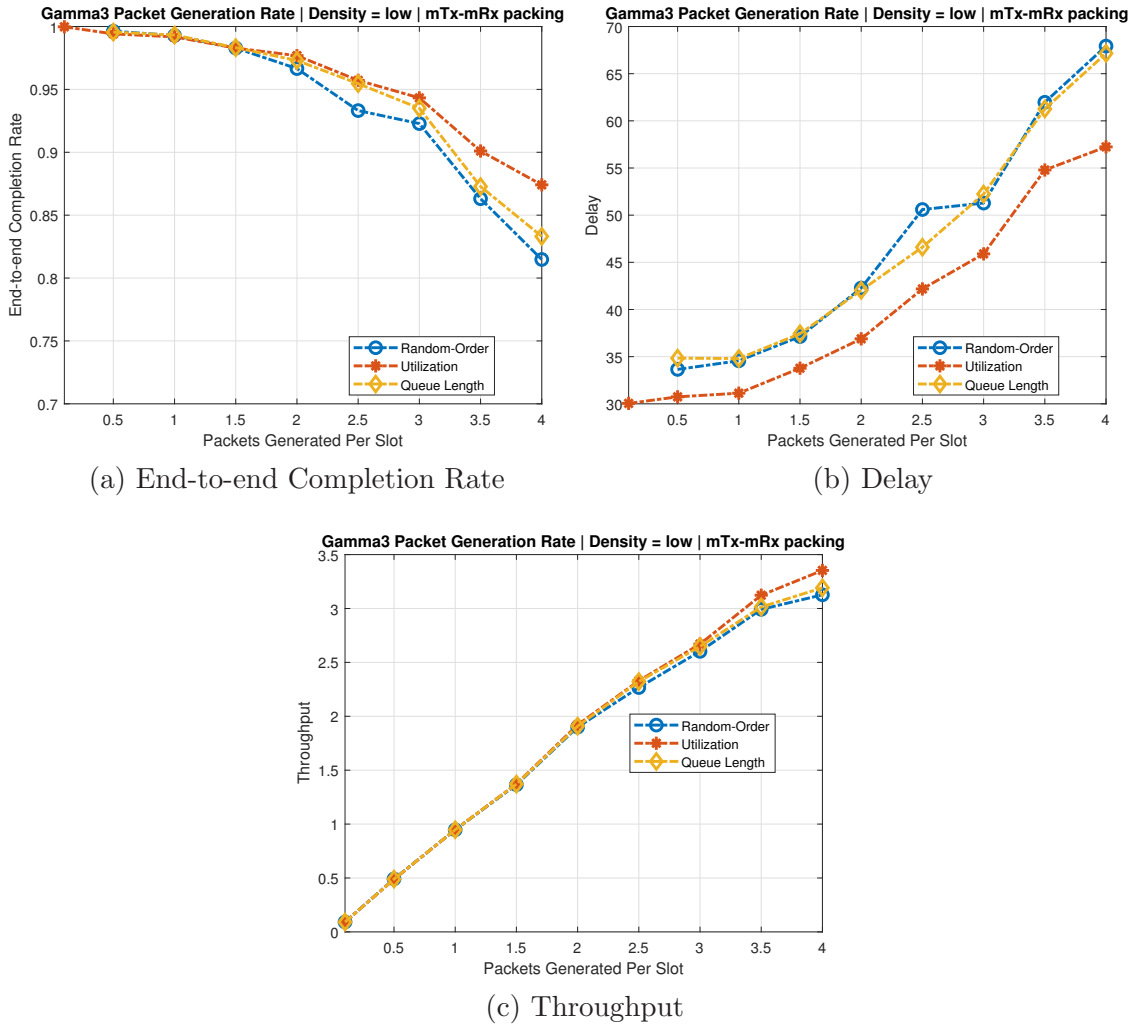 Gamma3 Packet Generation Rate | Density = low | mTx-mRx packing
1
0.95
0.9
0.85
0.8
0.75
0.7
End-to-end Completion Rate
Random-Order
Utilization
Queue Length
0.5 1 1.5 2 2.5 3 3.5 4
Packets Generated Per Slot
(a) End-to-end Completion Rate
Gamma3 Packet Generation Rate | Density = low | mTx-mRx packing
70
65
60
55
50
45
40
35
30
Delay
Random-Order
Utilization
Queue Length
0.5 1 1.5 2 2.5 3 3.5 4
Packets Generated Per Slot
(b) Delay
Gamma3 Packet Generation Rate | Density = low | mTx-mRx packing
3.5
3
2.5
2
1.5
1
0.5
0
Throughput
Random-Order
Utilization
Queue Length
0.5 1 1.5 2 2.5 3 3.5 4
Packets Generated Per Slot
(c) Throughput